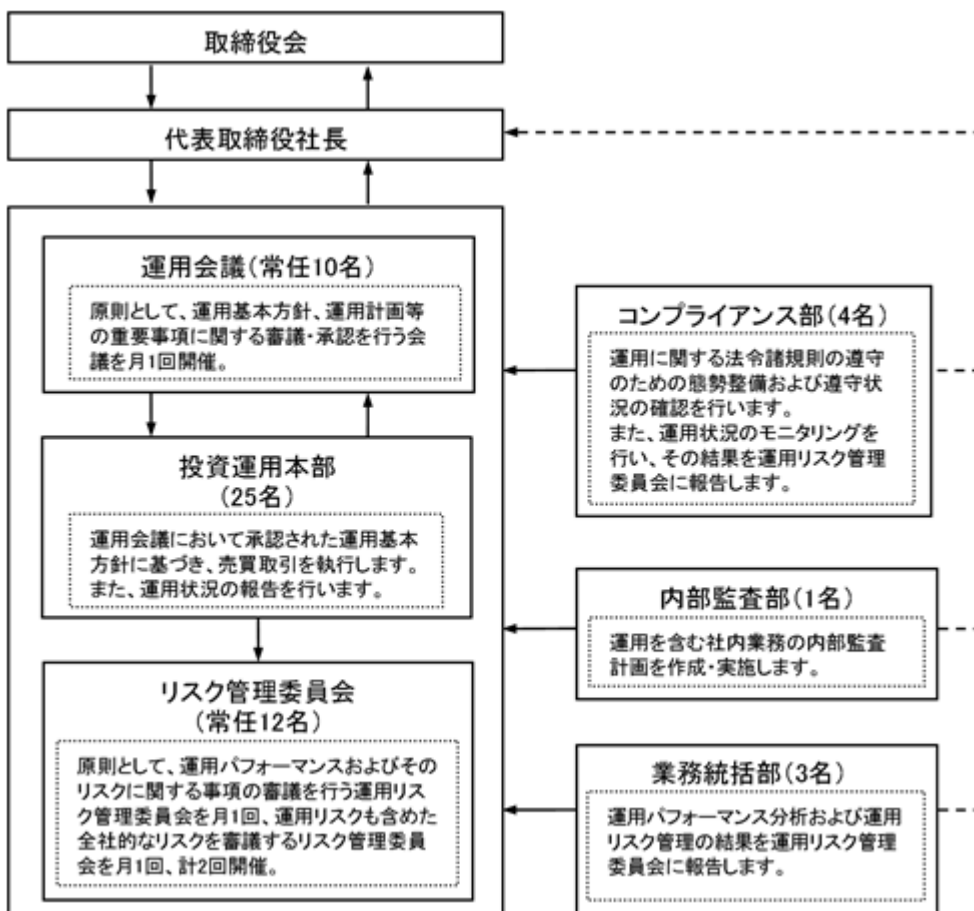 取締役会
代表取締役社長
運用会議(常任10名)
原則として、運用基本方針、運用計画等
の重要事項に関する審議・承認を行う会
議を月1回開催。
投資運用本部
(25名)
運用会議において承認された運用基本
方針に基づき、売買取引を執行します。
また、運用状況の報告を行います。
リスク管理委員会
(常任12名)
原則として、運用パフォーマンスおよびその
リスクに関する事項の審議を行う運用リス
ク管理委員会を月1回、運用リスクも含めた
全社的なリスクを審議するリスク管理委員
会を月1回、計2回開催。
コンプライアンス部(4名)
運用に関する法令諸規則の遵守
のための態勢整備および遵守状
況の確認を行います。
また、運用状況のモニタリングを
行い、その結果を運用リスク管理
委員会に報告します。
内部監査部(1名)
運用を含む社内業務の内部監査
計画を作成・実施します。
業務統括部(3名)
運用パフォーマンス分析および運用
リスク管理の結果を運用リスク管理
委員会に報告します。